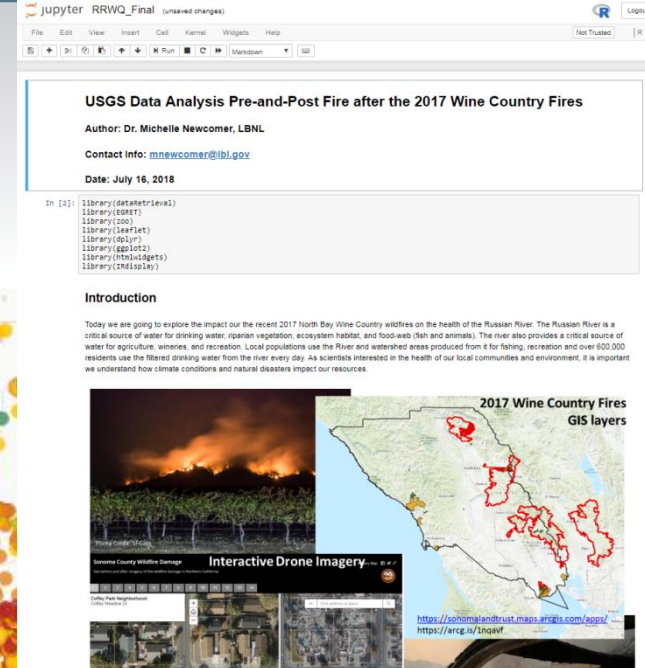 jupyter RRWQ_Final (unsaved changes)
Logou
File Edit View Insert Cell Kernel Widgets Help
Not Trusted
R
Run
Markdown
USGS Data Analysis Pre-and-Post Fire after the 2017 Wine Country Fires
Author: Dr. Michelle Newcomer, LBNL
Contact Info: mnewcomer@lbl.gov
Date: July 16, 2018
In [2]: library(dataRetrieval)
library(EGRET)
library(zoo)
library(leaflet)
library(dplyr)
library(ggplot2)
library(htmlwidgets)
library(IRdisplay)
Introduction
Today we are going to explore the impact our the recent 2017 North Bay Wine Country wildfires on the health of the Russian River. The Russian River is a
critical source of water for drinking water, riparian vegetation, ecosystem habitat, and food-web (fish and animals). The river also provides a critical source of
water for agriculture, wineries, and recreation. Local populations use the River and watershed areas produced from it for fishing, recreation and over 600,000
residents use the filtered drinking water from the river every day. As scientists interested in the health of our local communities and environment, it is important
we understand how climate conditions and natural disasters impact our resources.
2017 Wine Country Fires
GIS layers
Sonoma County Wildfire Damage
Interactive Drone Imagery
Coffey Park Neighborhood
https://sonomalandtrust.maps.arcgis.com/apps/
https://arcg.is/1nqavf